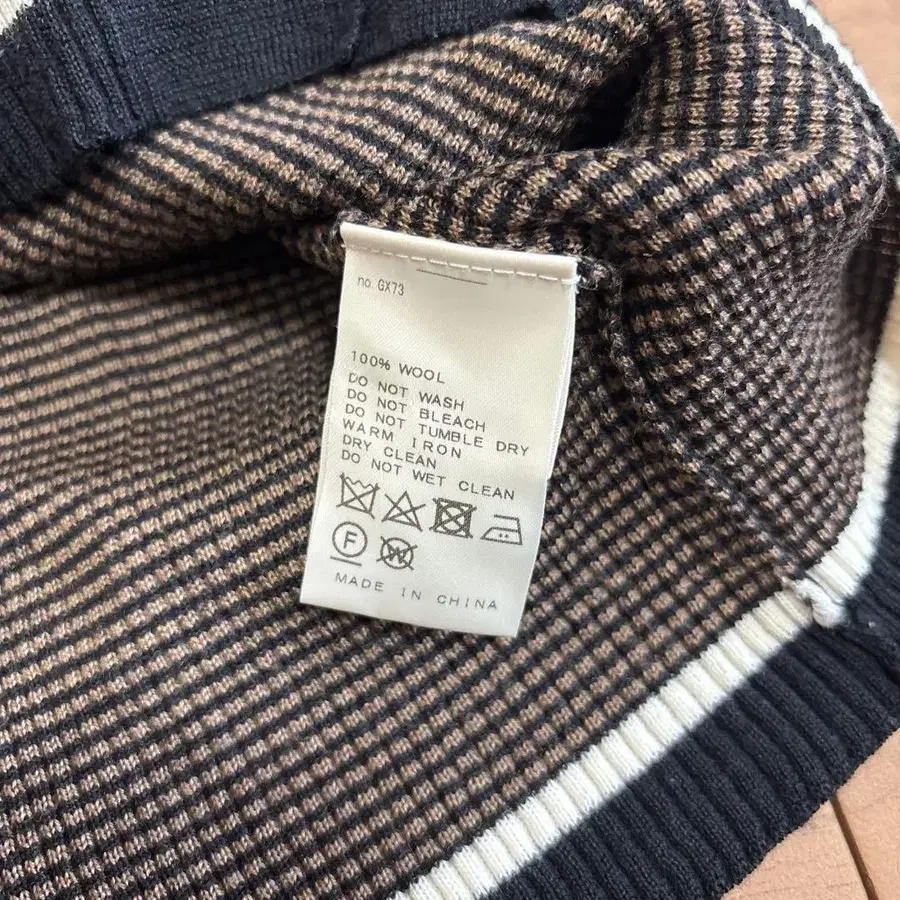 no. GX73
100% WOOL
DO NOT WASH
DO NOT BLEACH
DO NOT TUMBLE DRY
WARM IRON
DRY CLEAN
DO NOT WET CLEAN
F W
MADE IN CHINA